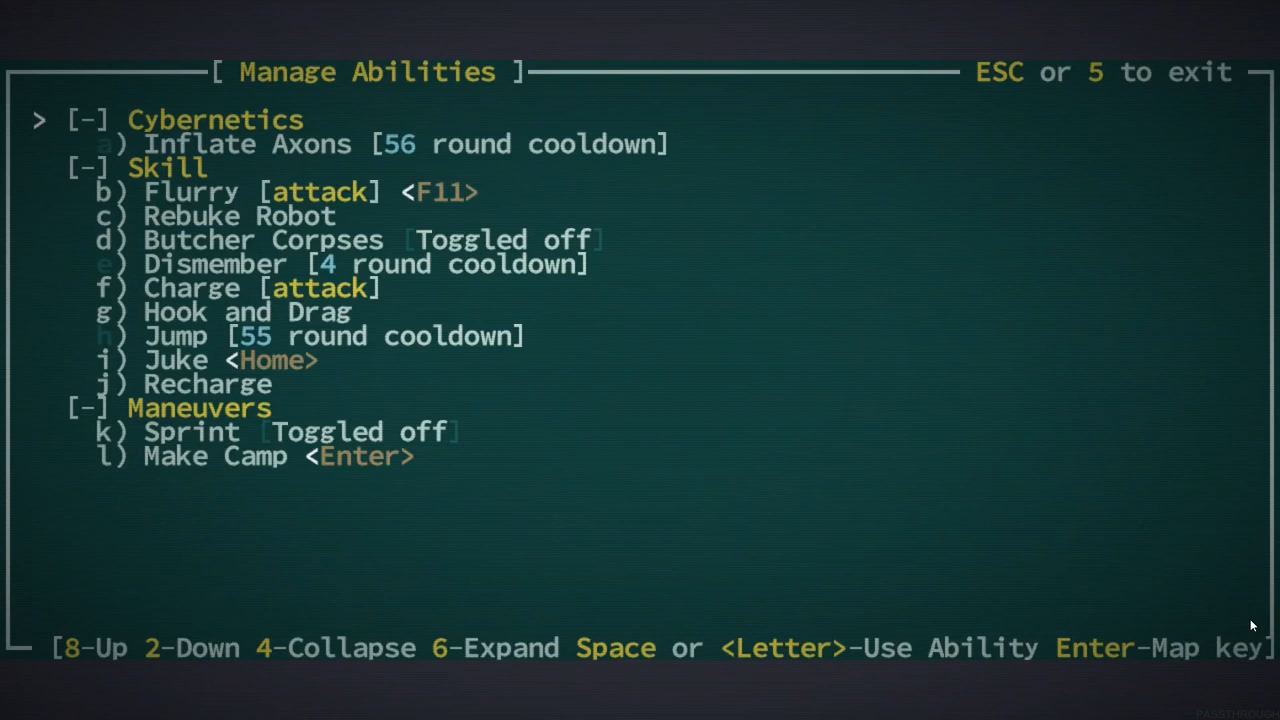 [ Manage Abilities ] ESC or 5 to exit
> [-] Cybernetics
a) Inflate Axons [56 round cooldown]
[-] Skill
b) Flurry [attack] <F11>
c) Rebuke Robot
d) Butcher Corpses [Toggled off]
e) Dismember [4 round cooldown]
f) Charge [attack]
g) Hook and Drag
h) Jump [55 round cooldown]
i) Juke <Home>
j) Recharge
[-] Maneuvers
k) Sprint [Toggled off]
l) Make Camp <Enter>
[8-Up 2-Down 4-Collapse 6-Expand Space or <Letter>-Use Ability Enter-Map key]